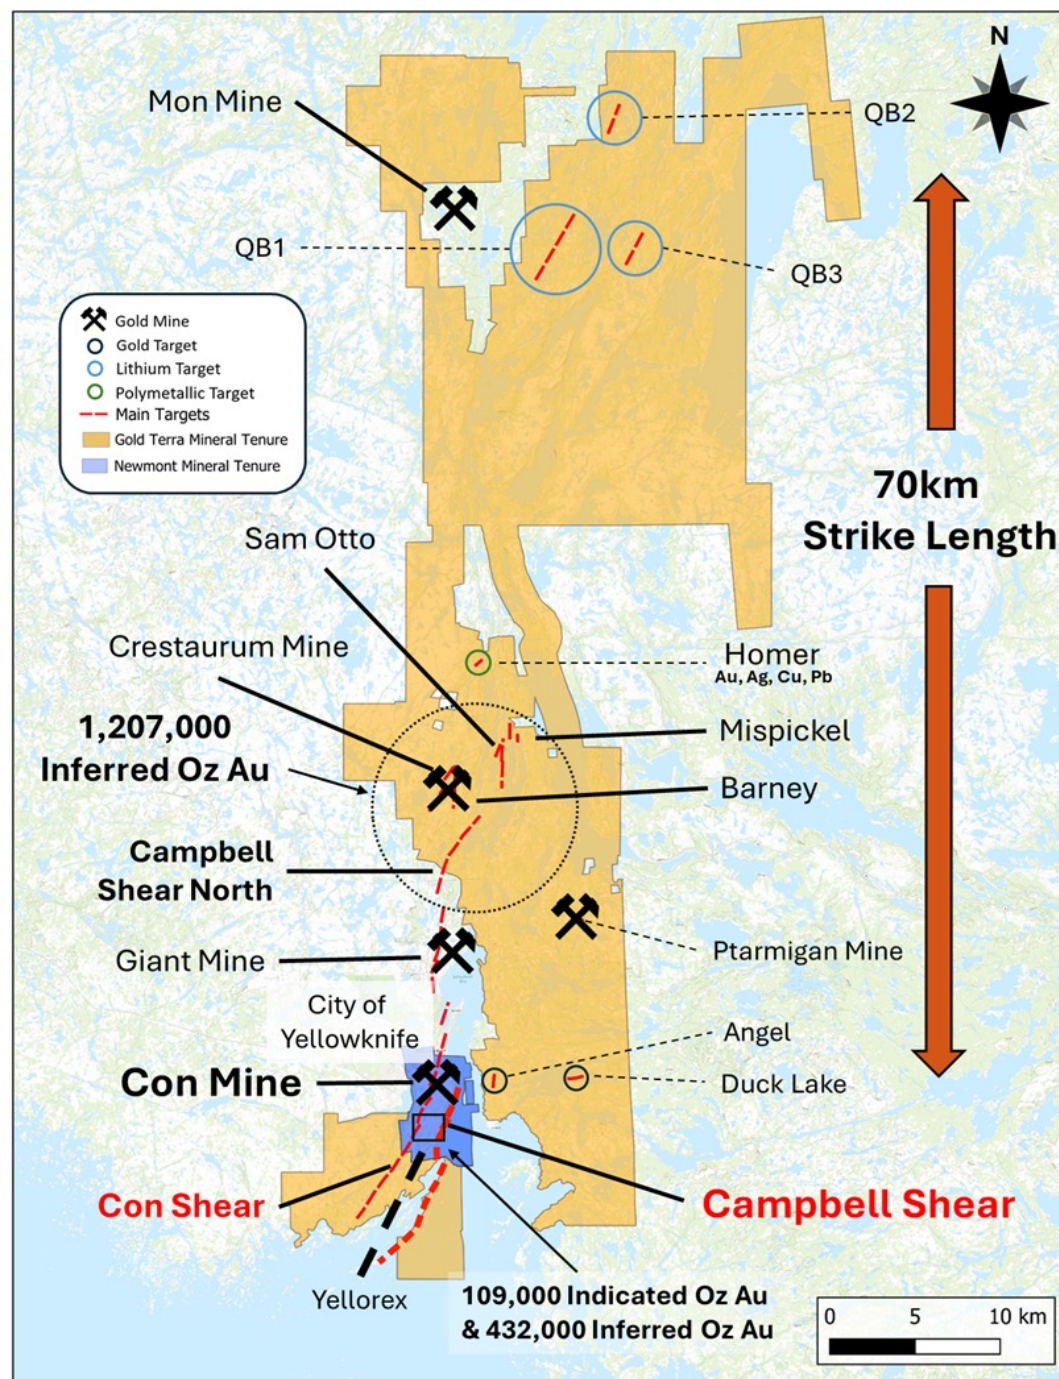 N
Mon Mine
QB2
QB1
QB3
Gold Mine
Gold Target
Lithium Target
Polymetallic Target
Main Targets
Gold Terra Mineral Tenure
Newmont Mineral Tenure
70km
Strike Length
Sam Otto
Crestaurum Mine
Homer
Au, Ag, Cu, Pb
1,207,000
Inferred Oz Au
Mispickel
Barney
Campbell
Shear North
Giant Mine
Ptarmigan Mine
City of
Yellowknife
Angel
Con Mine
Duck Lake
Con Shear
Campbell Shear
Yellorex
109,000 Indicated Oz Au
& 432,000 Inferred Oz Au
0 5 10 km